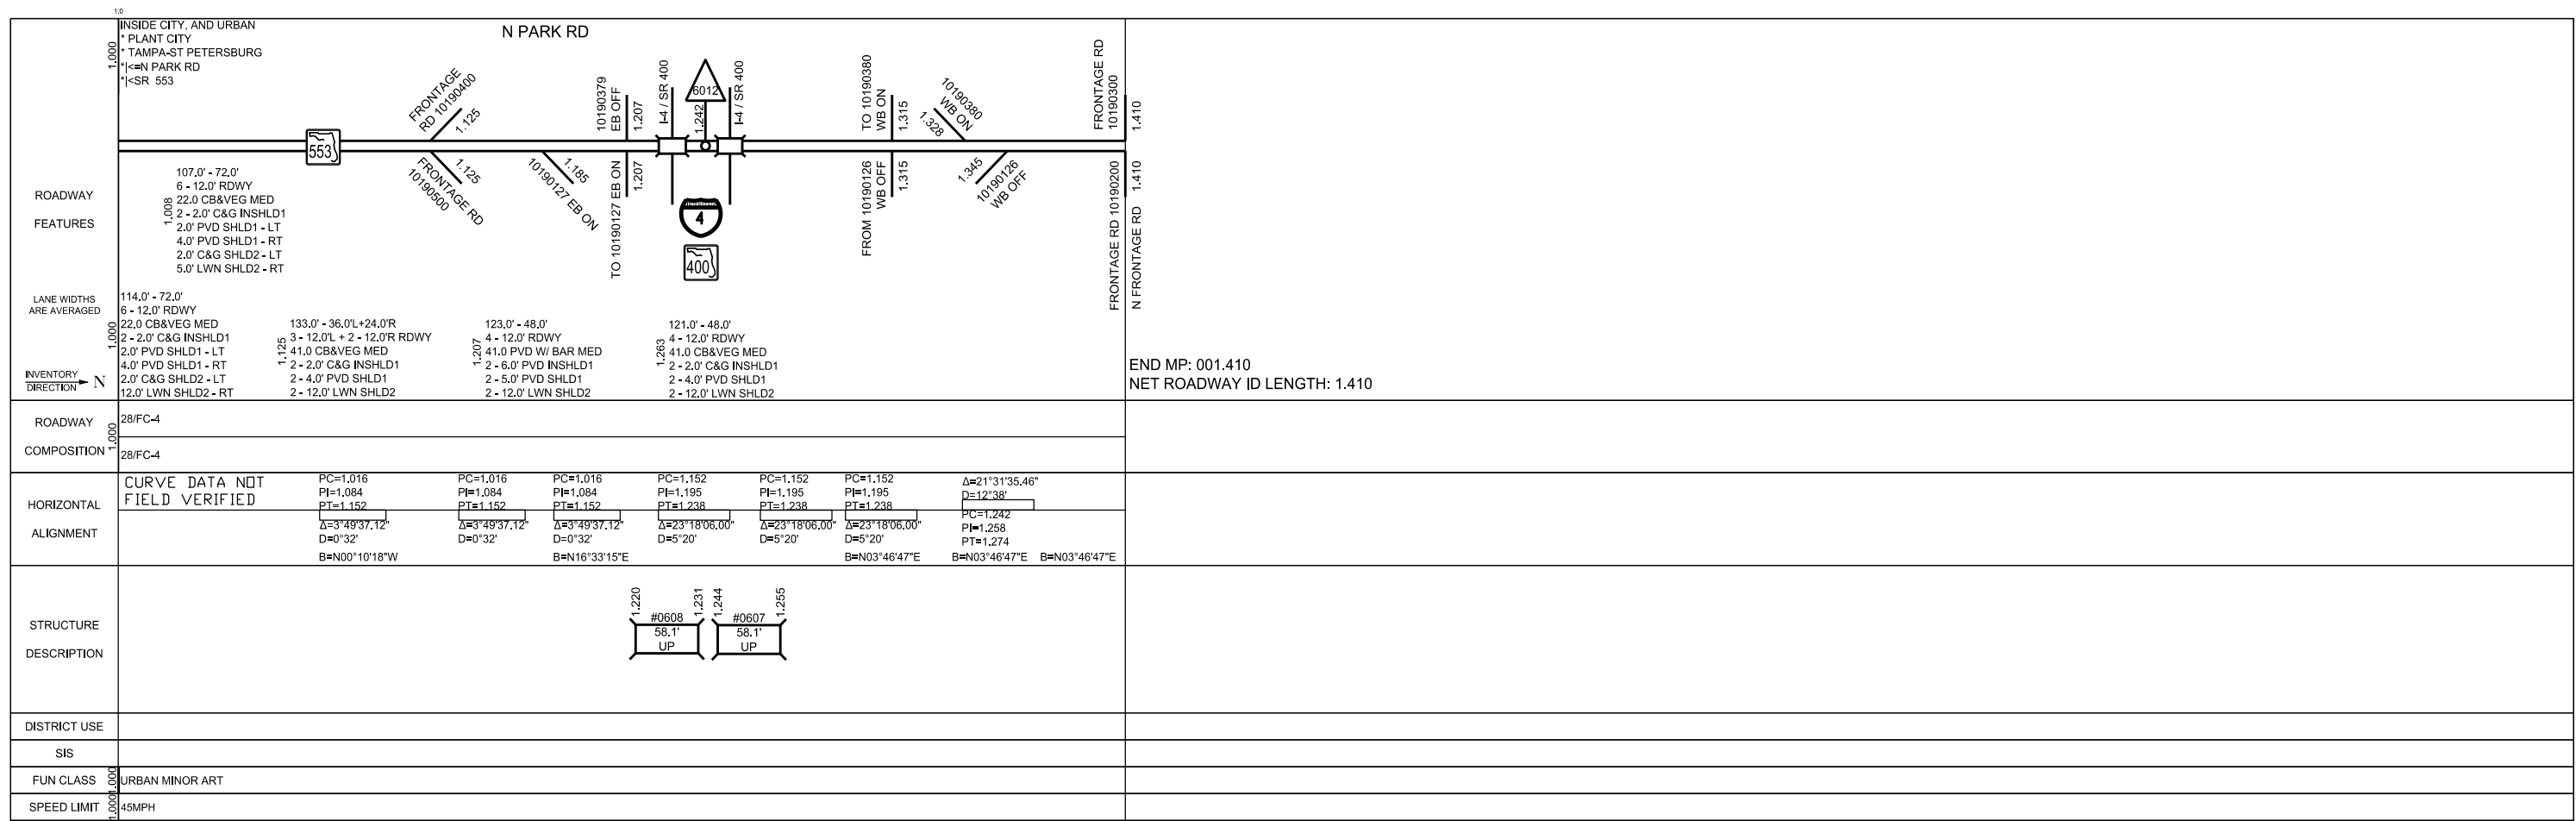 1.0
INSIDE CITY, AND URBAN
* PLANT CITY
* TAMPA-ST PETERSBURG
*|<=N PARK RD
*|<SR 553
1.000
N PARK RD
553
FRONTAGE
RD 10190400
1.125
1.125
FRONTAGE RD
10190500
1.185
10190127 EB ON
10190379
EB OFF
1.207
TO 10190127 EB ON
1.207
I-4 / SR 400
6012
1.242
I-4 / SR 400
4
400
TO 10190380
WB ON
1.315
FROM 10190126
WB OFF
1.315
10190380
WB ON
1.328
1.345
10190126
WB OFF
FRONTAGE RD
10190300
1.410
FRONTAGE RD 10190200
1.410
N FRONTAGE RD
ROADWAY
FEATURES
1.008
107.0' - 72.0'
6 - 12.0' RDWY
22.0 CB&VEG MED
2 - 2.0' C&G INSHLD1
2.0' PVD SHLD1 - LT
4.0' PVD SHLD1 - RT
2.0' C&G SHLD2 - LT
5.0' LWN SHLD2 - RT
LANE WIDTHS
ARE AVERAGED
INVENTORY
DIRECTION
N
1.000
114.0' - 72.0'
6 - 12.0' RDWY
22.0 CB&VEG MED
2 - 2.0' C&G INSHLD1
2.0' PVD SHLD1 - LT
4.0' PVD SHLD1 - RT
2.0' C&G SHLD2 - LT
12.0' LWN SHLD2 - RT
1.125
133.0' - 36.0'L+24.0'R
3 - 12.0'L + 2 - 12.0'R RDWY
41.0 CB&VEG MED
2 - 2.0' C&G INSHLD1
2 - 4.0' PVD SHLD1
2 - 12.0' LWN SHLD2
1.207
123.0' - 48.0'
4 - 12.0' RDWY
41.0 PVD W/ BAR MED
2 - 6.0' PVD INSHLD1
2 - 5.0' PVD SHLD1
2 - 12.0' LWN SHLD2
1.263
121.0' - 48.0'
4 - 12.0' RDWY
41.0 CB&VEG MED
2 - 2.0' C&G INSHLD1
2 - 4.0' PVD SHLD1
2 - 12.0' LWN SHLD2
END MP: 001.410
NET ROADWAY ID LENGTH: 1.410
ROADWAY
COMPOSITION
1.000
28/FC-4
28/FC-4
HORIZONTAL
ALIGNMENT
CURVE DATA NOT
FIELD VERIFIED
PC=1.016
PI=1.084
PT=1.152
Δ=3°49'37.12"
D=0°32'
B=N00°10'18"W
PC=1.016
PI=1.084
PT=1.152
Δ=3°49'37.12"
D=0°32'
PC=1.016
PI=1.084
PT=1.152
Δ=3°49'37.12"
D=0°32'
B=N16°33'15"E
PC=1.152
PI=1.195
PT=1.238
Δ=23°18'06.00"
D=5°20'
PC=1.152
PI=1.195
PT=1.238
Δ=23°18'06.00"
D=5°20'
PC=1.152
PI=1.195
PT=1.238
Δ=23°18'06.00"
D=5°20'
B=N03°46'47"E
Δ=21°31'35.46"
D=12°38'
PC=1.242
PI=1.258
PT=1.274
B=N03°46'47"E
B=N03°46'47"E
STRUCTURE
DESCRIPTION
1.220
#0608
58.1'
UP
1.231
1.244
#0607
58.1'
UP
1.255
DISTRICT USE
SIS
FUN CLASS
1.000
URBAN MINOR ART
SPEED LIMIT
1.000
45MPH